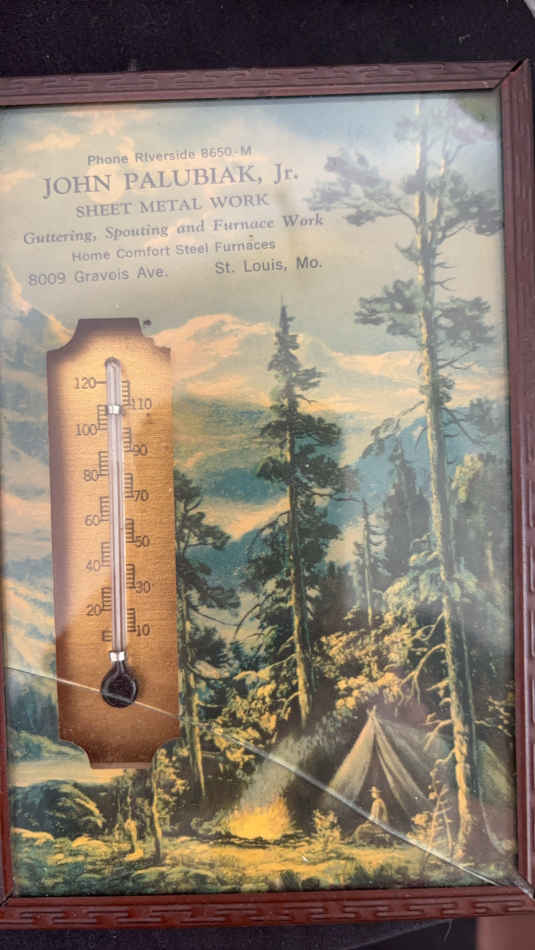 Phone Riverside 8650-M
JOHN PALUBIAK, Jr.
SHEET METAL WORK
Guttering, Spouting and Furnace Work
Home Comfort Steel Furnaces
8009 Gravois Ave. St. Louis, Mo.
120
110
100
90
80
70
60
50
40
30
20
10